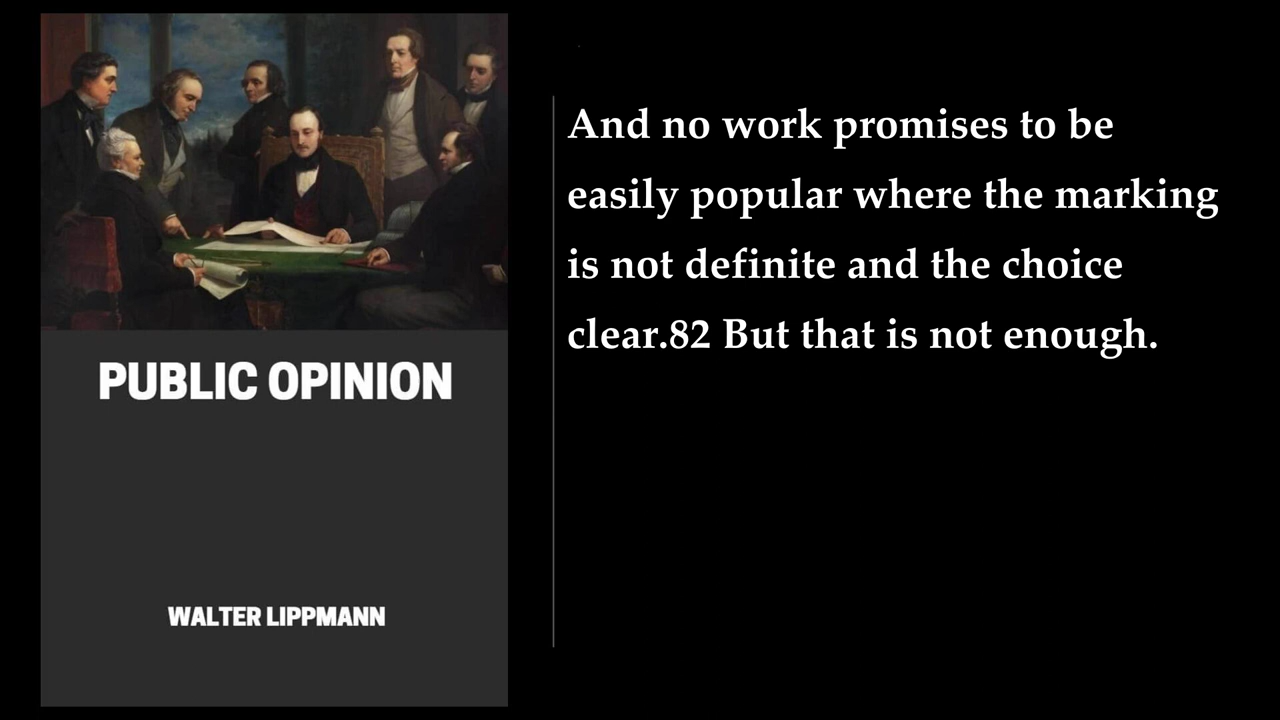 PUBLIC OPINION
WALTER LIPPMANN
And no work promises to be
easily popular where the marking
is not definite and the choice
clear.82 But that is not enough.